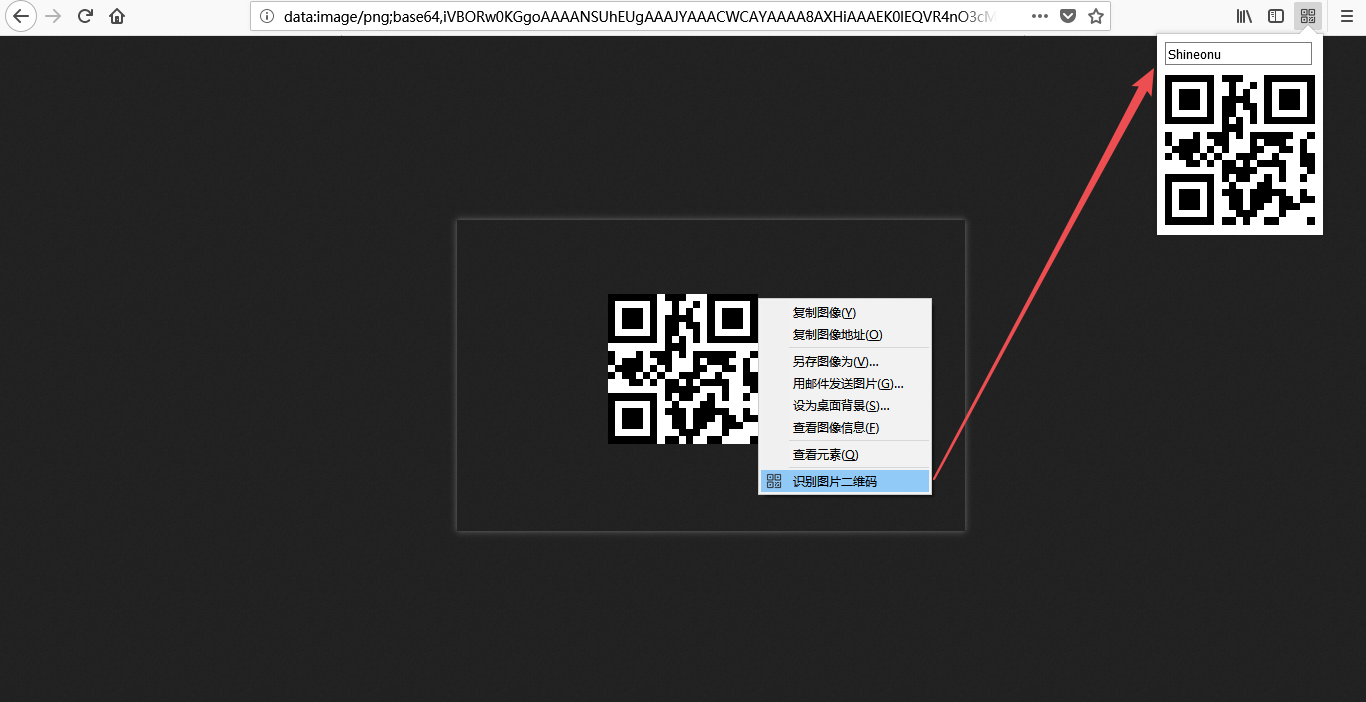 data:image/png;base64,iVBORw0KGgoAAAANSUhEUgAAAJYAAACWCAYAAAA8AXHiAAAEK0lEQVR4nO3cM
Shineonu
复制图像(Y)
复制图像地址(O)
另存图像为(V)...
用邮件发送图片(G)...
设为桌面背景(S)...
查看图像信息(F)
查看元素(Q)
识别图片二维码